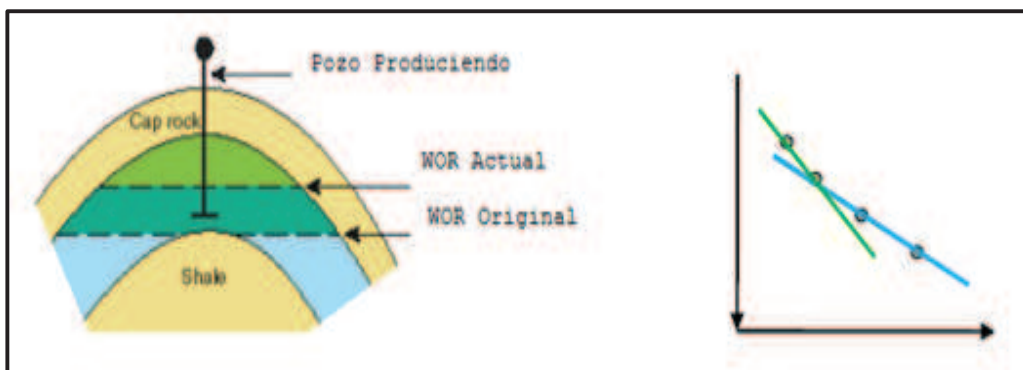 Pozo Produciendo
Cap rock
WOR Actual
WOR Original
Shale